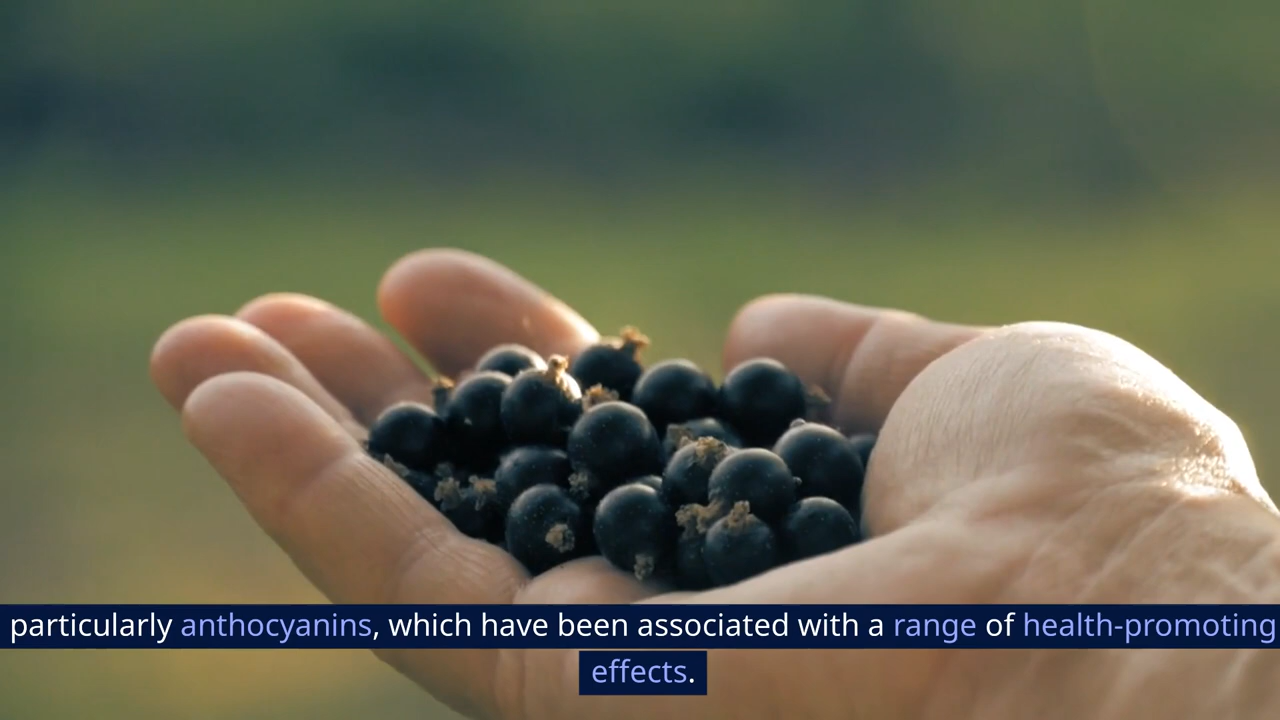 particularly anthocyanins, which have been associated with a range of health-promoting
effects.